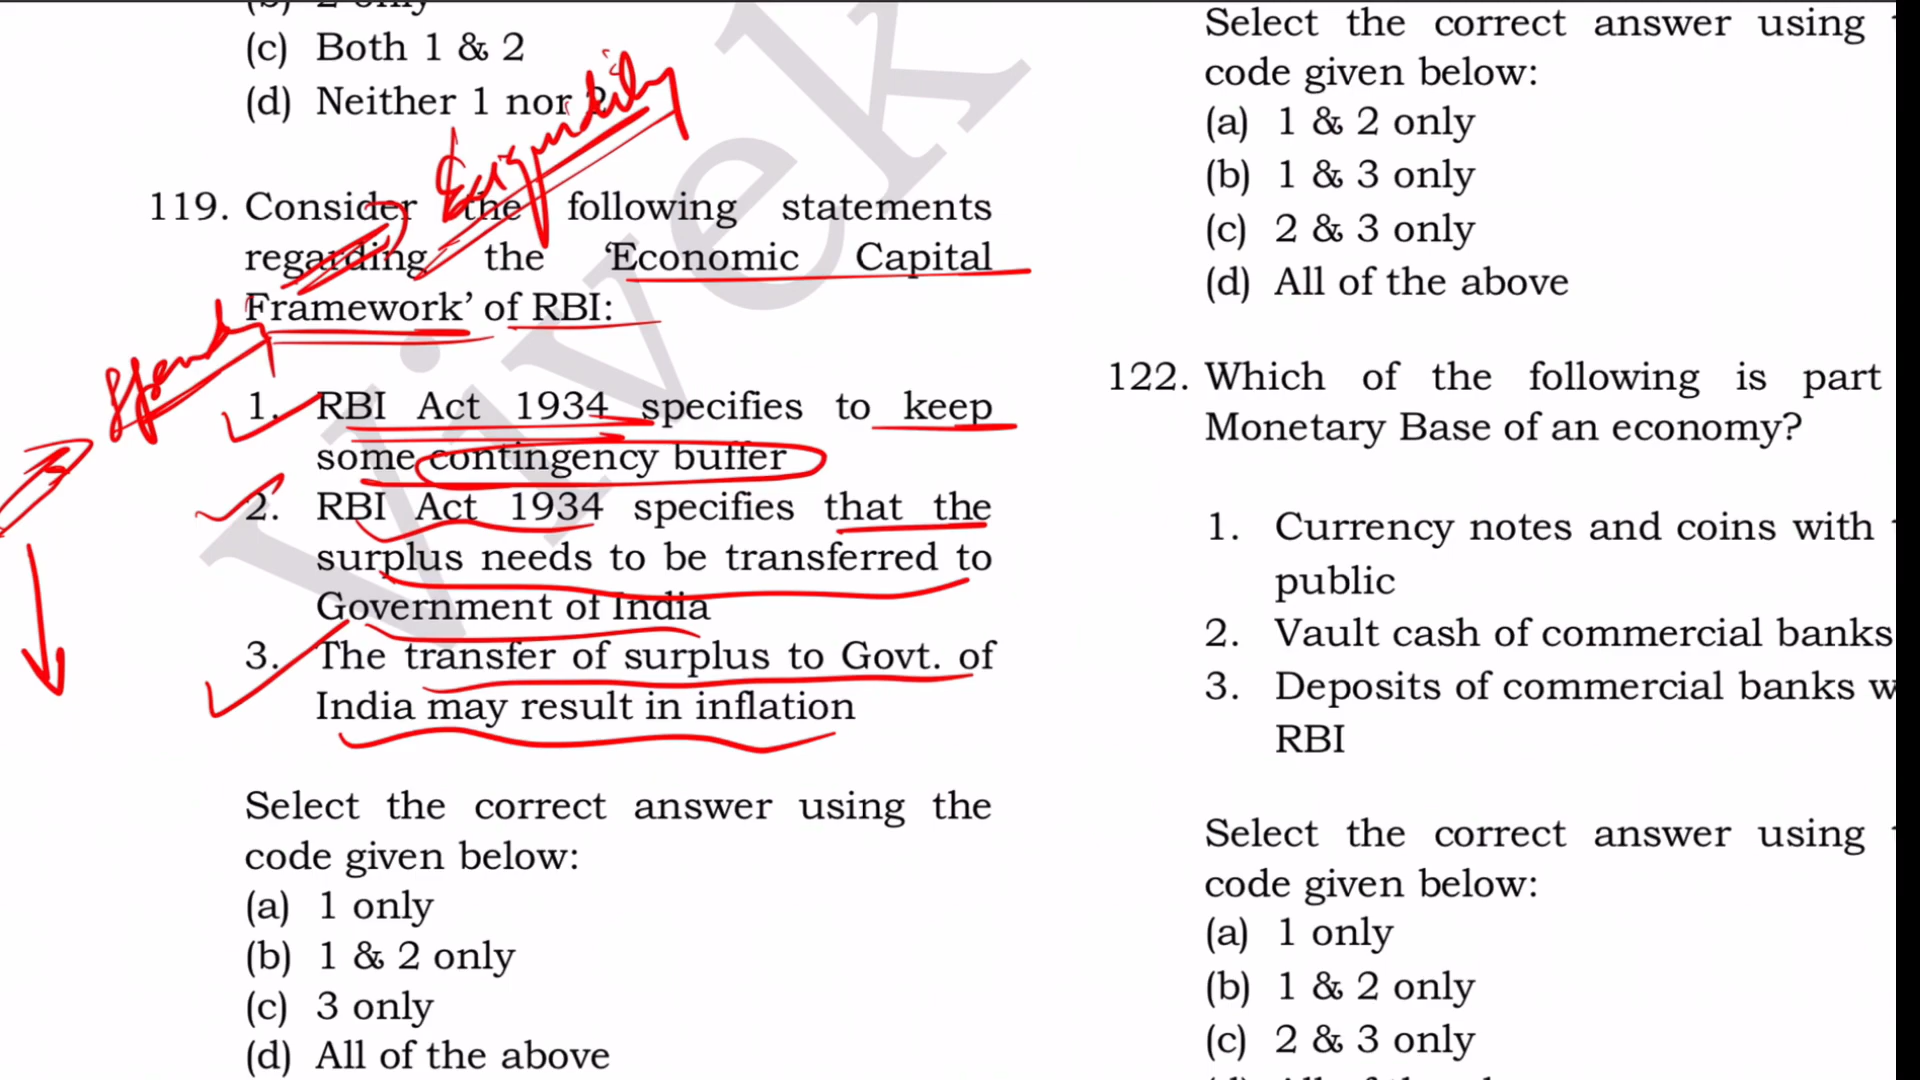 (c) Both 1 & 2
(d) Neither 1 nor 2
119. Consider the following statements
regarding the ‘Economic Capital
Framework’ of RBI:
1. RBI Act 1934 specifies to keep
some contingency buffer
2. RBI Act 1934 specifies that the
surplus needs to be transferred to
Government of India
3. The transfer of surplus to Govt. of
India may result in inflation
Select the correct answer using the
code given below:
(a) 1 only
(b) 1 & 2 only
(c) 3 only
(d) All of the above
Select the correct answer using
code given below:
(a) 1 & 2 only
(b) 1 & 3 only
(c) 2 & 3 only
(d) All of the above
122. Which of the following is part
Monetary Base of an economy?
1. Currency notes and coins with
public
2. Vault cash of commercial banks
3. Deposits of commercial banks w
RBI
Select the correct answer using
code given below:
(a) 1 only
(b) 1 & 2 only
(c) 2 & 3 only
Vivek